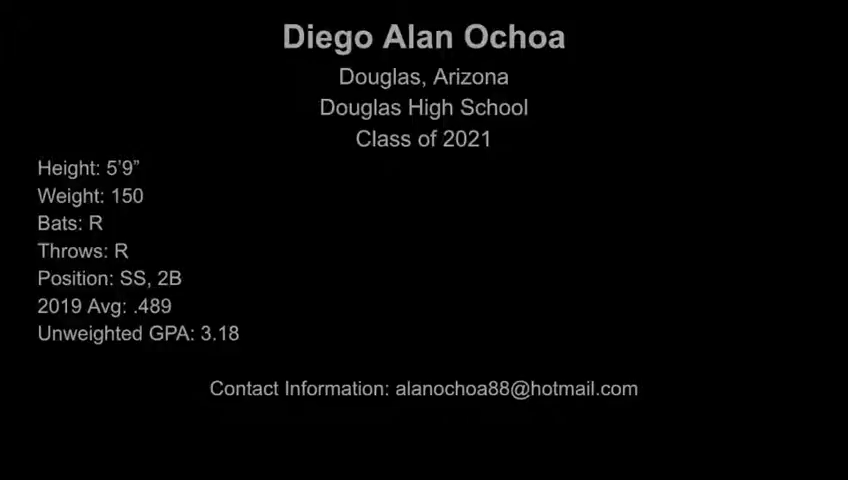 Diego Alan Ochoa
Douglas, Arizona
Douglas High School
Class of 2021
Height: 5’9”
Weight: 150
Bats: R
Throws: R
Position: SS, 2B
2019 Avg: .489
Unweighted GPA: 3.18
Contact Information: alanochoa88@hotmail.com